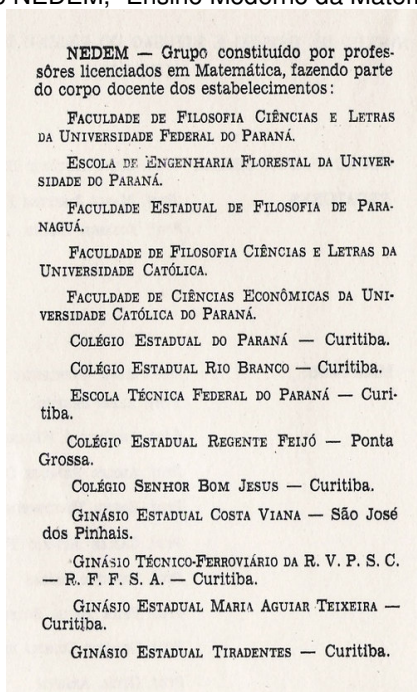 NEDEM, "Ensino Moderno da Matem
NEDEM — Grupo constituído por profes-
sôres licenciados em Matemática, fazendo parte
do corpo docente dos estabelecimentos:
FACULDADE DE FILOSOFIA CIÊNCIAS E LETRAS
DA UNIVERSIDADE FEDERAL DO PARANÁ.
ESCOLA DE ENGENHARIA FLORESTAL DA UNIVER-
SIDADE DO PARANÁ.
FACULDADE ESTADUAL DE FILOSOFIA DE PARA-
NAGUÁ.
FACULDADE DE FILOSOFIA CIÊNCIAS E LETRAS DA
UNIVERSIDADE CATÓLICA.
FACULDADE DE CIÊNCIAS ECONÔMICAS DA UNI-
VERSIDADE CATÓLICA DO PARANÁ.
COLÉGIO ESTADUAL DO PARANÁ — Curitiba.
COLÉGIO ESTADUAL RIO BRANCO — Curitiba.
ESCOLA TÉCNICA FEDERAL DO PARANÁ — Curi-
tiba.
COLÉGIO ESTADUAL REGENTE FEIJÓ — Ponta
Grossa.
COLÉGIO SENHOR BOM JESUS — Curitiba.
GINÁSIO ESTADUAL COSTA VIANA — São José
dos Pinhais.
GINÁSIO TÉCNICO-FERROVIÁRIO DA R. V. P. S. C.
— R. F. F. S. A. — Curitiba.
GINÁSIO ESTADUAL MARIA AGUIAR TEIXEIRA —
Curitiba.
GINÁSIO ESTADUAL TIRADENTES — Curitiba.